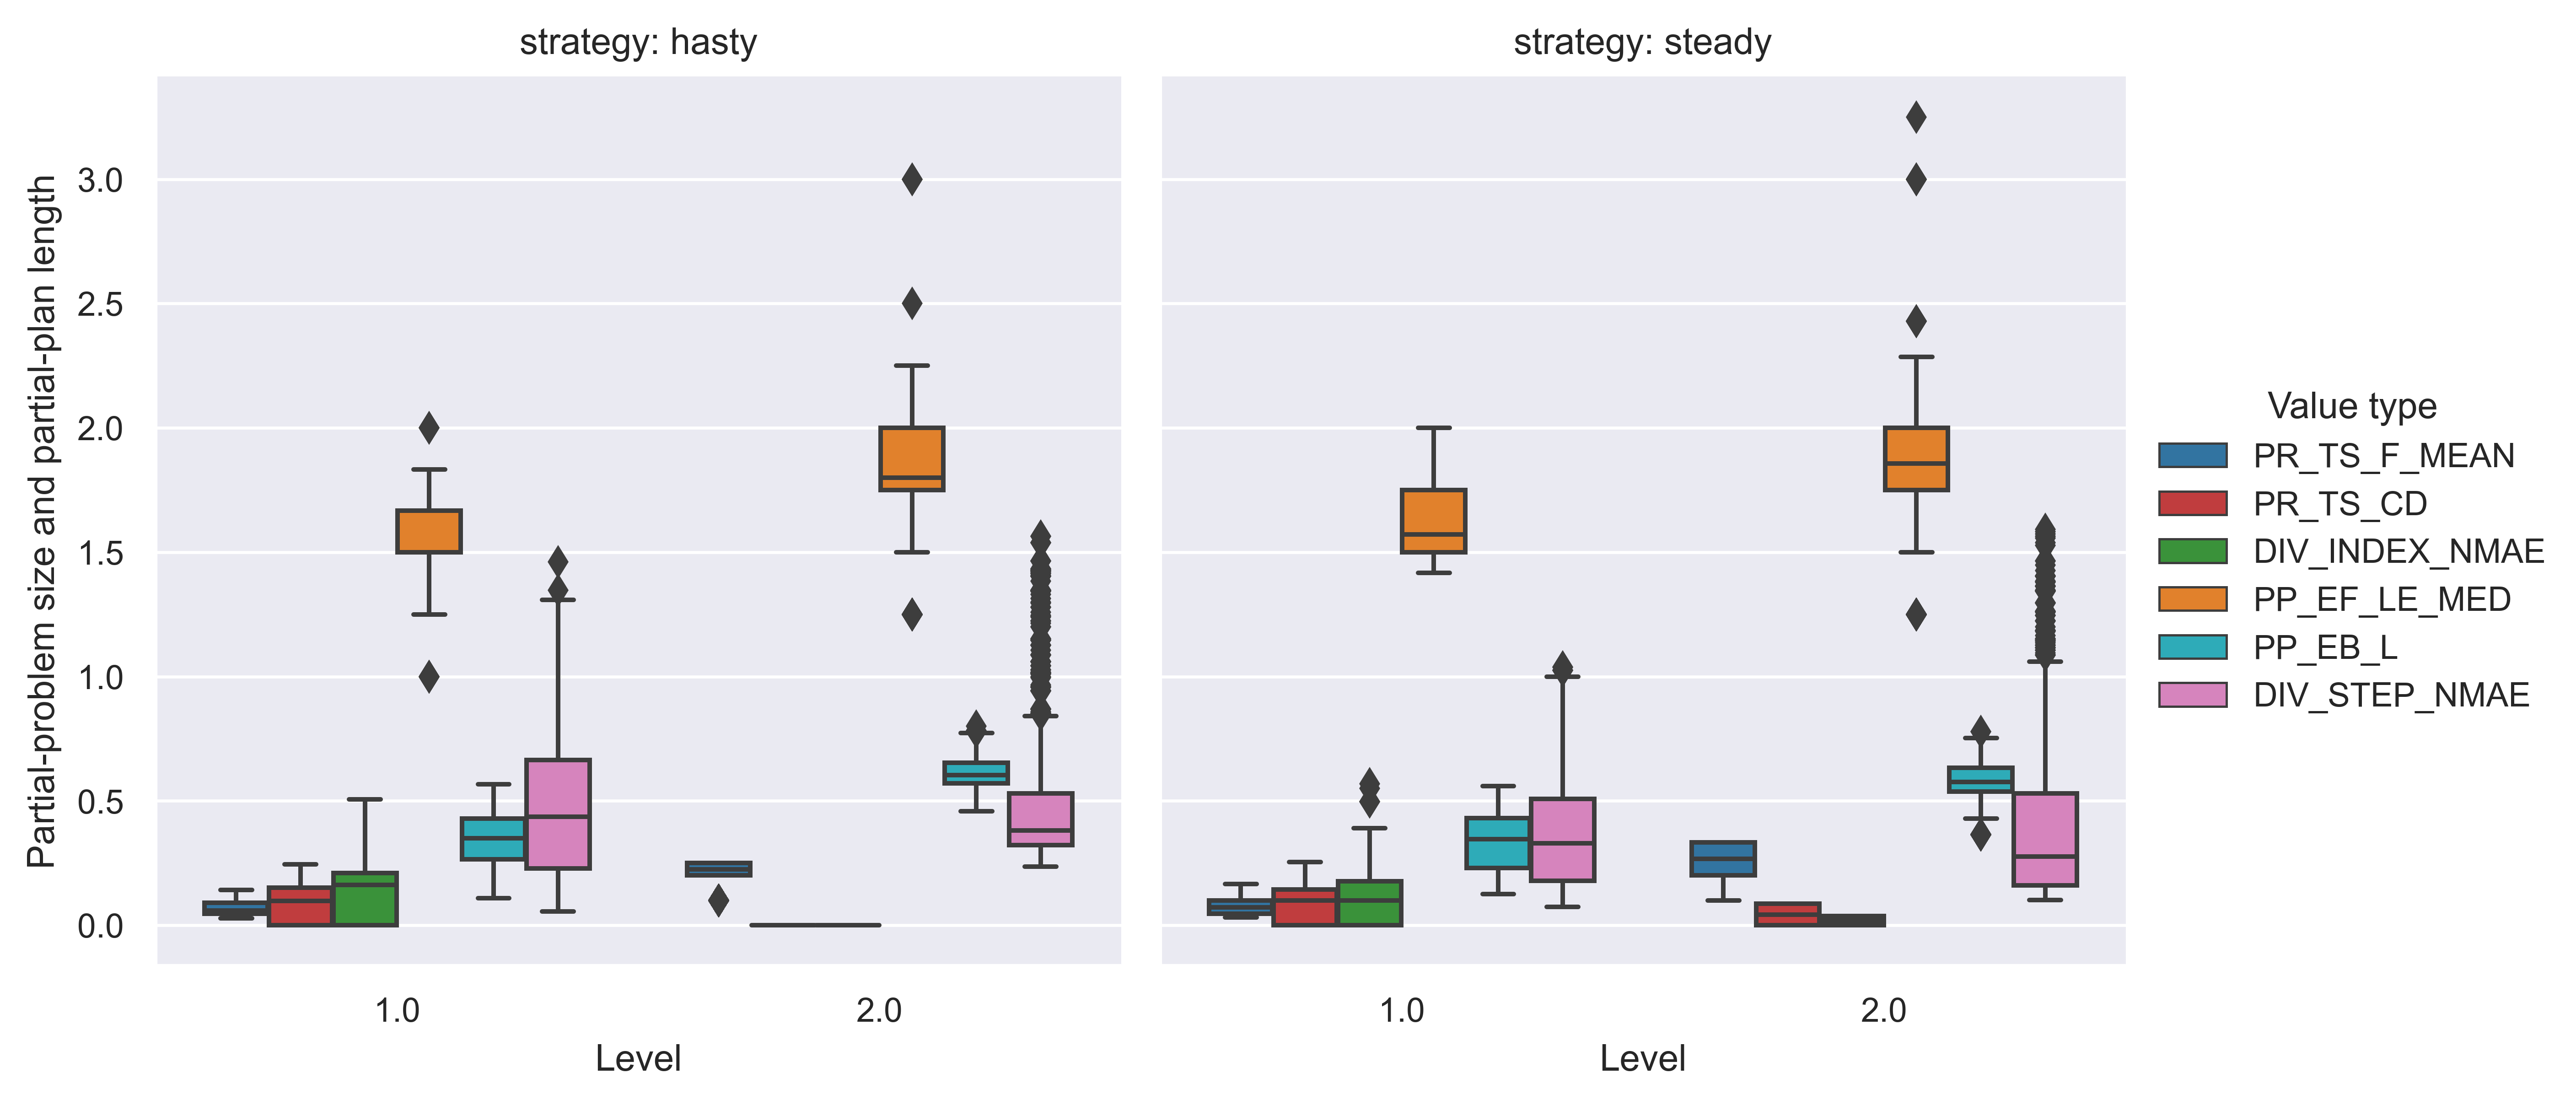 strategy: hasty
strategy: steady
Partial-problem size and partial-plan length
3.0
2.5
2.0
1.5
1.0
0.5
0.0
1.0
2.0
1.0
2.0
Level
Level
Value type
PR_TS_F_MEAN
PR_TS_CD
DIV_INDEX_NMAE
PP_EF_LE_MED
PP_EB_L
DIV_STEP_NMAE